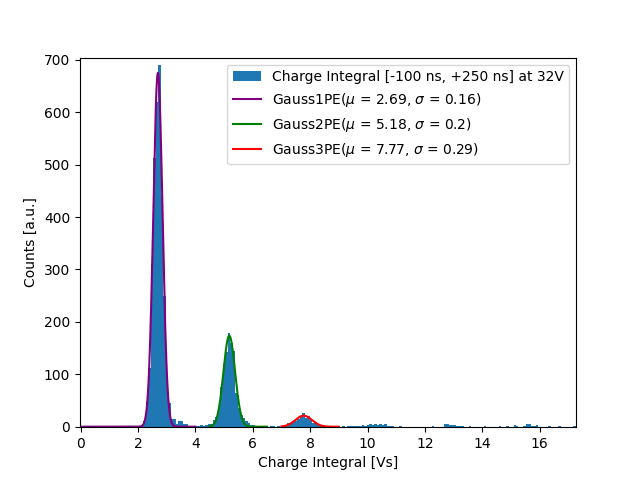 Charge Integral [-100 ns, +250 ns] at 32V
Gauss1PE(μ = 2.69, σ = 0.16)
Gauss2PE(μ = 5.18, σ = 0.2)
Gauss3PE(μ = 7.77, σ = 0.29)
700
600
500
400
300
200
100
0
Counts [a.u.]
0 2 4 6 8 10 12 14 16
Charge Integral [Vs]